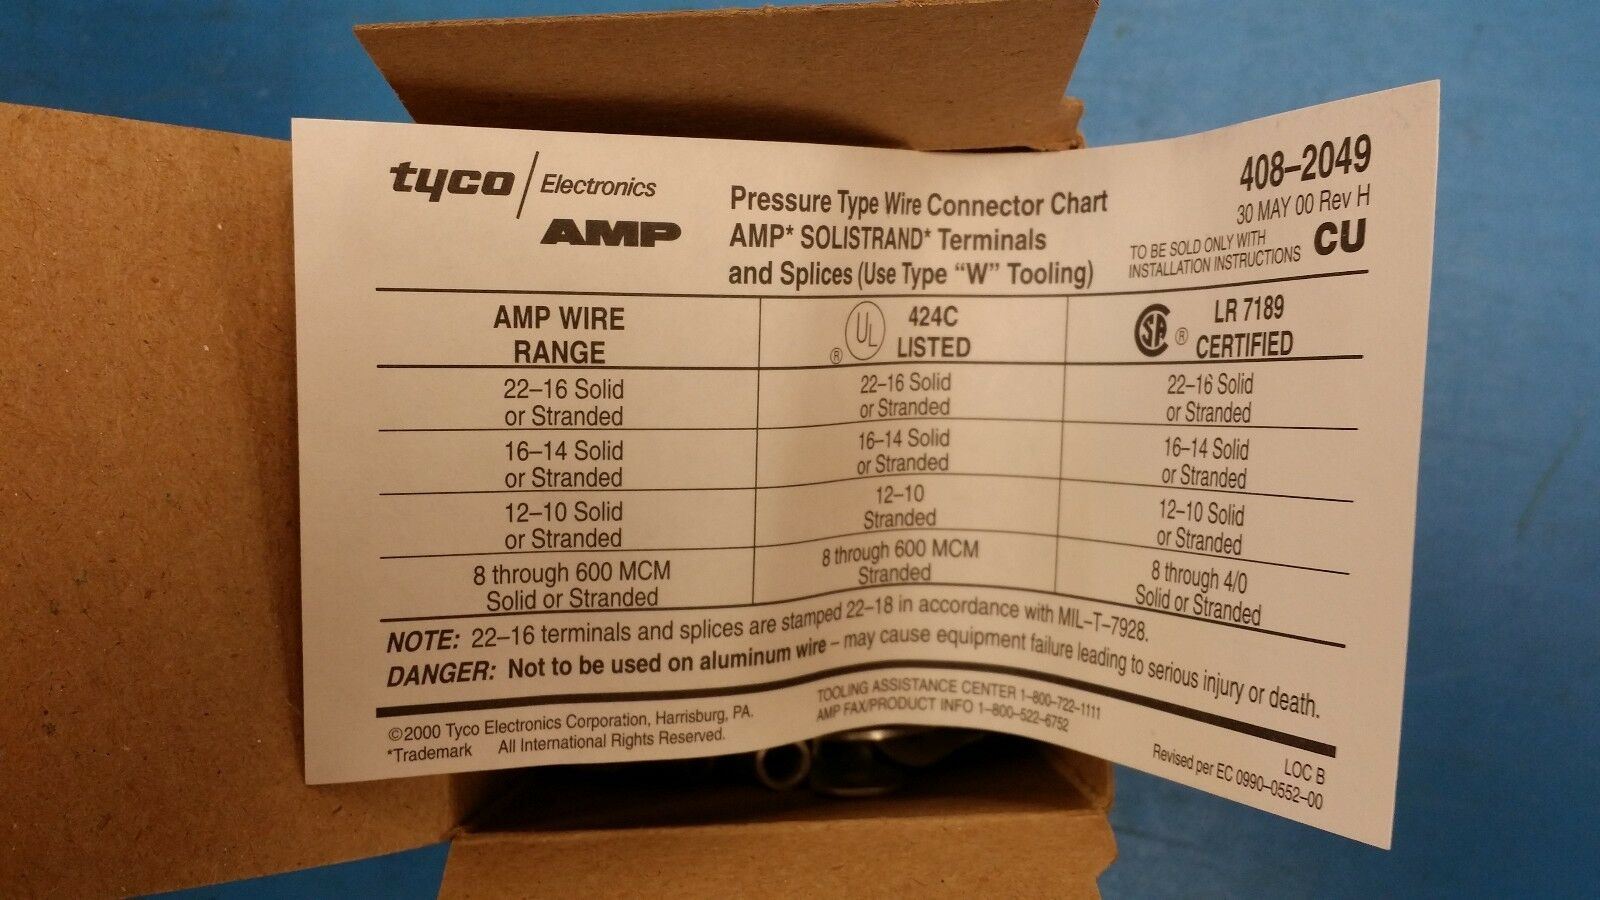 tyco / Electronics
AMP
Pressure Type Wire Connector Chart
AMP* SOLISTRAND* Terminals
and Splices (Use Type “W” Tooling)
408–2049
30 MAY 00 Rev H
TO BE SOLD ONLY WITH
INSTALLATION INSTRUCTIONS
CU
AMP WIRE
RANGE
UL ® 424C
LISTED
SA ® LR 7189
CERTIFIED
22–16 Solid
or Stranded
22–16 Solid
or Stranded
22–16 Solid
or Stranded
16–14 Solid
or Stranded
16–14 Solid
or Stranded
16–14 Solid
or Stranded
12–10 Solid
or Stranded
12–10
Stranded
12–10 Solid
or Stranded
8 through 600 MCM
Solid or Stranded
8 through 600 MCM
Stranded
8 through 4/0
Solid or Stranded
NOTE: 22–16 terminals and splices are stamped 22–18 in accordance with MIL–T–7928.
DANGER: Not to be used on aluminum wire – may cause equipment failure leading to serious injury or death.
©2000 Tyco Electronics Corporation, Harrisburg, PA.
*Trademark All International Rights Reserved.
TOOLING ASSISTANCE CENTER 1–800–722–1111
AMP FAX/PRODUCT INFO 1–800–522–6752
LOC B
Revised per EC 0990–0552–00